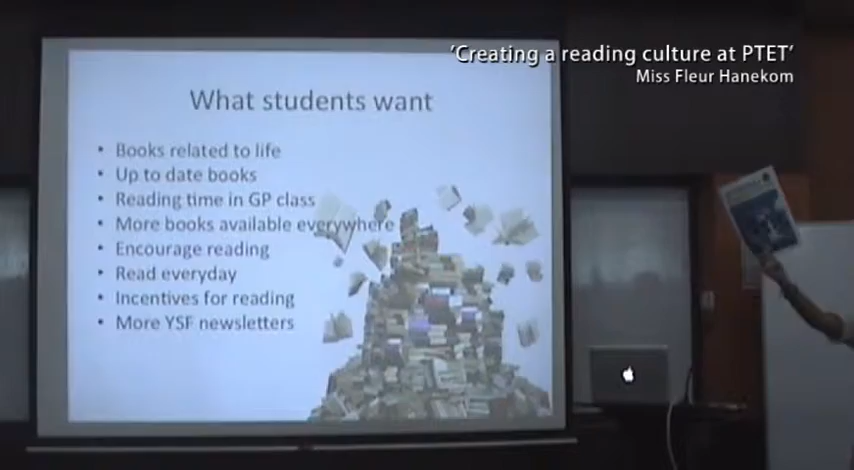 'Creating a reading culture at PTET'
Miss Fleur Hanekom
What students want
• Books related to life
• Up to date books
• Reading time in GP class
• More books available everywhere
• Encourage reading
• Read everyday
• Incentives for reading
• More YSF newsletters